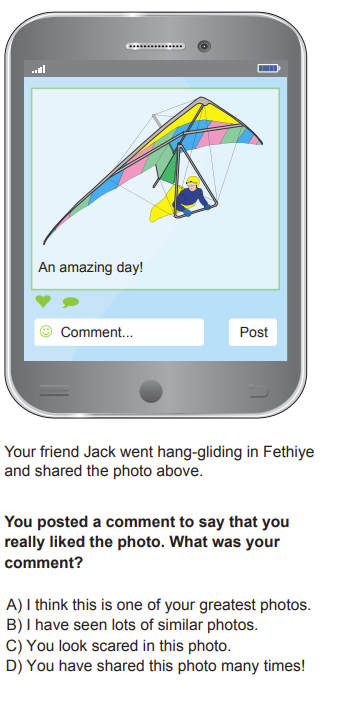 An amazing day!
Comment...
Post
Your friend Jack went hang-gliding in Fethiye
and shared the photo above.
You posted a comment to say that you
really liked the photo. What was your
comment?
A) I think this is one of your greatest photos.
B) I have seen lots of similar photos.
C) You look scared in this photo.
D) You have shared this photo many times!